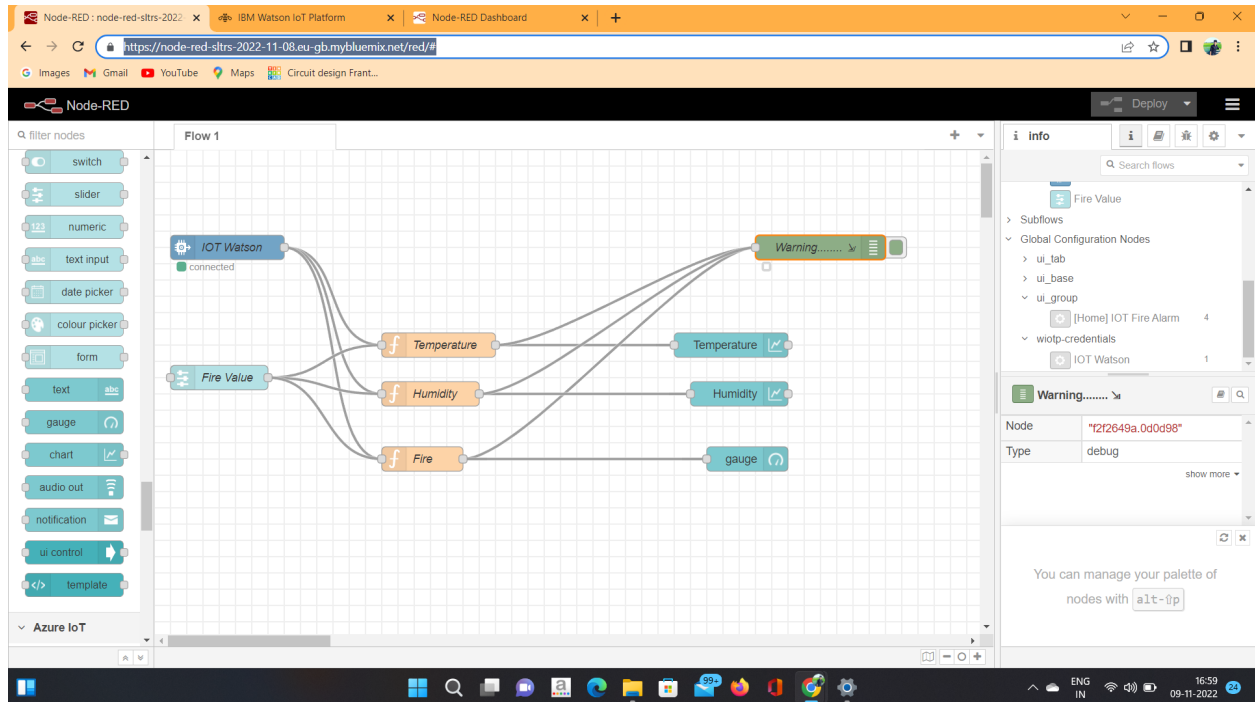 Node-RED : node-red-sltrs-2022
IBM Watson IoT Platform
Node-RED Dashboard
https://node-red-sltrs-2022-11-08.eu-gb.mybluemix.net/red/#
Images
Gmail
YouTube
Maps
Circuit design Frant...
Node-RED
Deploy
filter nodes
Flow 1
info
i
Search flows
switch
slider
123 numeric
abc text input
date picker
colour picker
form
text abc
gauge
chart
audio out
notification
ui control
</> template
Azure IoT
IOT Watson
connected
Fire Value
f Temperature
f Humidity
f Fire
Warning........
Temperature
Humidity
gauge
Fire Value
Subflows
Global Configuration Nodes
ui_tab
ui_base
ui_group
[Home] IOT Fire Alarm 4
wiotp-credentials
IOT Watson 1
Warning........
Node "f2f2649a.0d0d98"
Type debug
show more
You can manage your palette of
nodes with alt-⇧p
a
99+
ENG
IN
16:59
09-11-2022
24